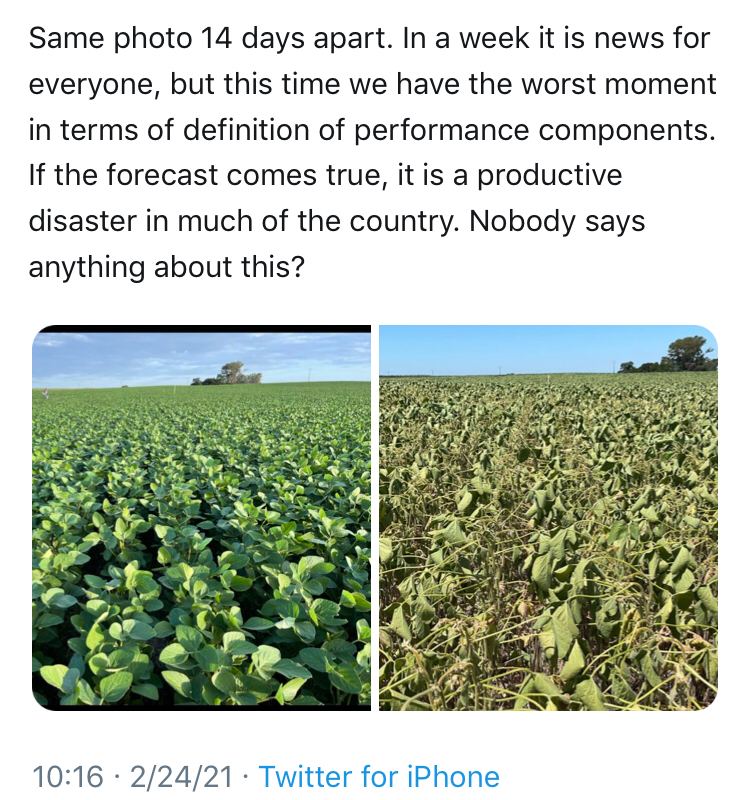 Same photo 14 days apart. In a week it is news for
everyone, but this time we have the worst moment
in terms of definition of performance components.
If the forecast comes true, it is a productive
disaster in much of the country. Nobody says
anything about this?
10:16 · 2/24/21 · Twitter for iPhone